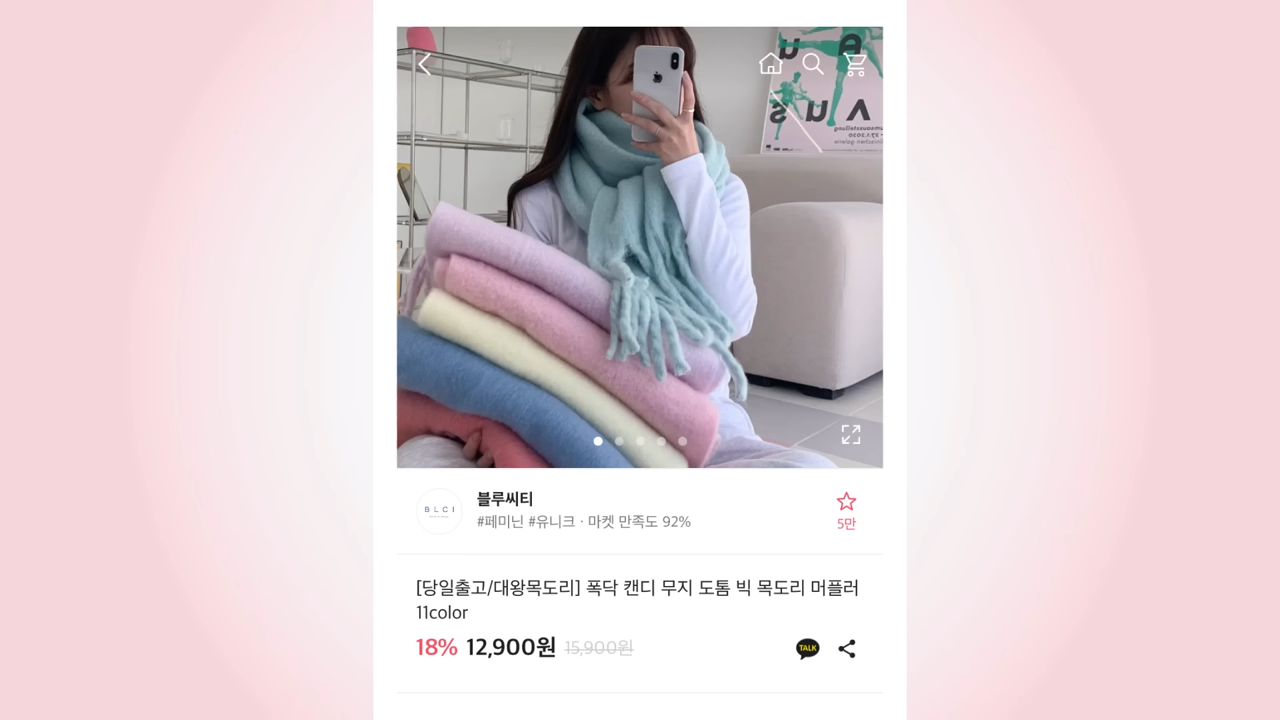 블루씨티
BLCI
#페미닌 #유니크 · 마켓 만족도 92%
5만
[당일출고/대왕목도리] 폭닥 캔디 무지 도톰 빅 목도리 머플러
11color
18% 12,900원 15,900원
TALK